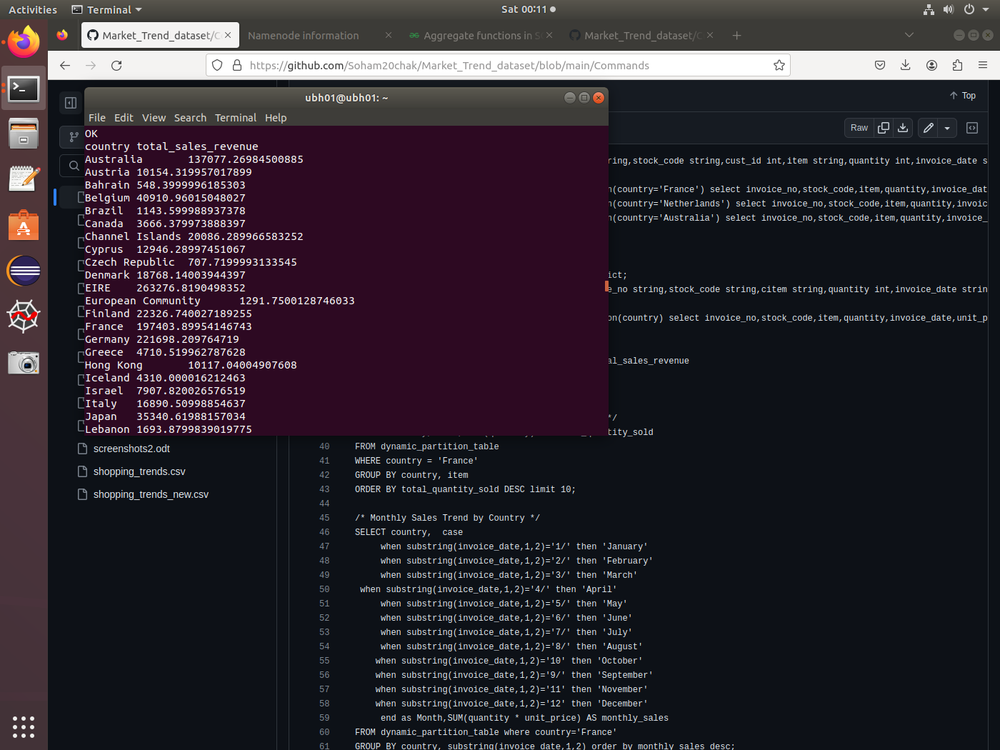 Activities Terminal Sat 00:11
Market_Trend_dataset/C Namenode information Aggregate functions in S Market_Trend_dataset/C
https://github.com/Soham20chak/Market_Trend_dataset/blob/main/Commands
Top
Raw
ubh01@ubh01: ~
File Edit View Search Terminal Help
OK
country total_sales_revenue
Australia 137077.26984500885
Austria 10154.319957017899
Bahrain 548.3999996185303
Belgium 40910.96015048027
Brazil 1143.599988937378
Canada 3666.379973888397
Channel Islands 20086.289966583252
Cyprus 12946.28997451067
Czech Republic 707.7199993133545
Denmark 18768.14003944397
EIRE 263276.8190498352
European Community 1291.7500128746033
Finland 22326.740027189255
France 197403.89954146743
Germany 221698.209764719
Greece 4710.519962787628
Hong Kong 10117.04004907608
Iceland 4310.000016212463
Israel 7907.820026576519
Italy 16890.50998854637
Japan 35340.61988157034
Lebanon 1693.8799839019775
ring,stock_code string,cust_id int,item string,quantity int,invoice_date s
n(country='France') select invoice_no,stock_code,item,quantity,invoice_dat
n(country='Netherlands') select invoice_no,stock_code,item,quantity,invoic
n(country='Australia') select invoice_no,stock_code,item,quantity,invoice_
ict;
e_no string,stock_code string,citem string,quantity int,invoice_date strin
on(country) select invoice_no,stock_code,item,quantity,invoice_date,unit_p
al_sales_revenue
*/
tity_sold
screenshots2.odt
shopping_trends.csv
shopping_trends_new.csv
40 FROM dynamic_partition_table
41 WHERE country = 'France'
42 GROUP BY country, item
43 ORDER BY total_quantity_sold DESC limit 10;
44
45 /* Monthly Sales Trend by Country */
46 SELECT country, case
47 when substring(invoice_date,1,2)='1/' then 'January'
48 when substring(invoice_date,1,2)='2/' then 'February'
49 when substring(invoice_date,1,2)='3/' then 'March'
50 when substring(invoice_date,1,2)='4/' then 'April'
51 when substring(invoice_date,1,2)='5/' then 'May'
52 when substring(invoice_date,1,2)='6/' then 'June'
53 when substring(invoice_date,1,2)='7/' then 'July'
54 when substring(invoice_date,1,2)='8/' then 'August'
55 when substring(invoice_date,1,2)='10' then 'October'
56 when substring(invoice_date,1,2)='9/' then 'September'
57 when substring(invoice_date,1,2)='11' then 'November'
58 when substring(invoice_date,1,2)='12' then 'December'
59 end as Month,SUM(quantity * unit_price) AS monthly_sales
60 FROM dynamic_partition_table where country='France'
61 GROUP BY country, substring(invoice_date,1,2) order by monthly_sales desc;